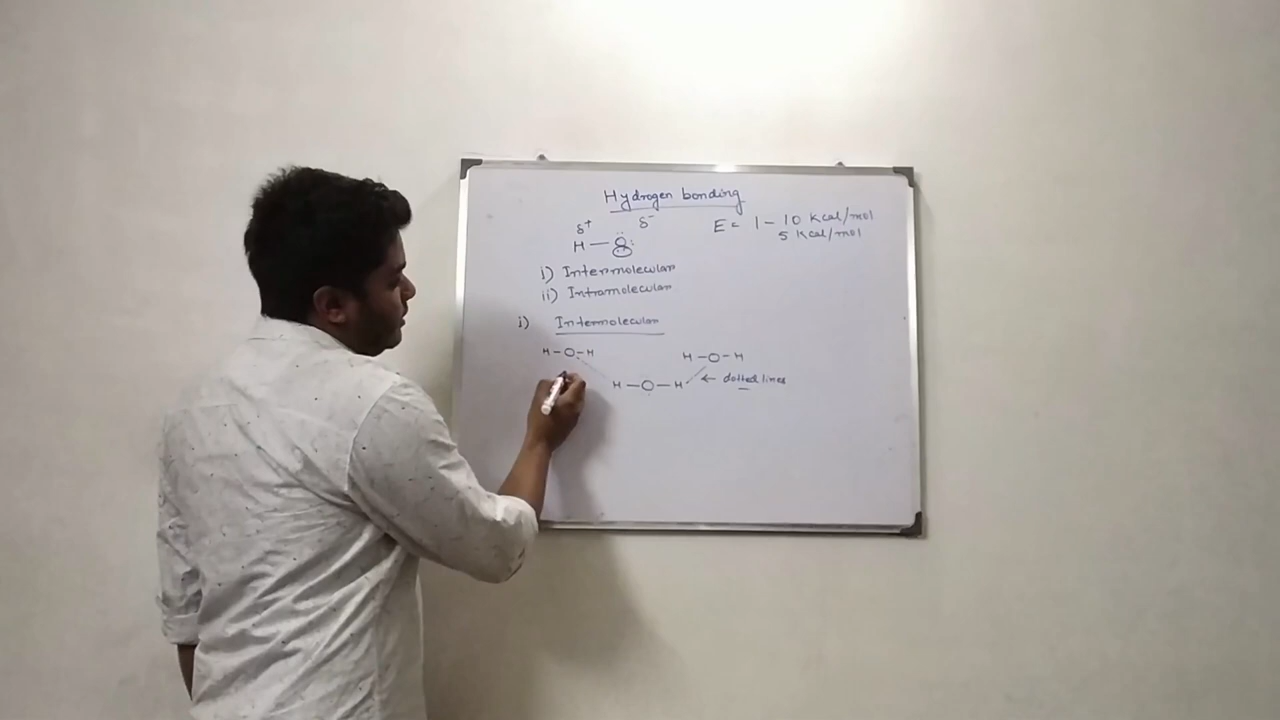 Hydrogen bonding
δ+ δ-
H — O
E = 1 – 10 Kcal/mol
5 Kcal/mol
i) Intermolecular
ii) Intramolecular
i) Intermolecular
H – O – H
H – O – H
H — O — H ← dotted lines